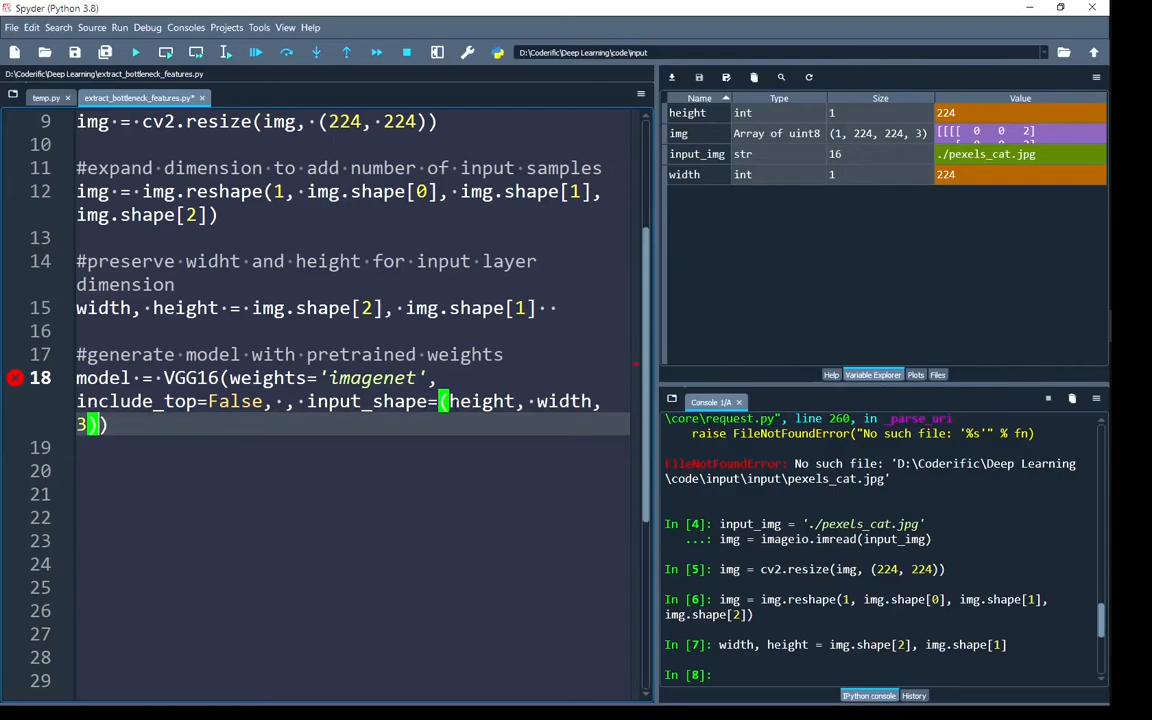 Spyder (Python 3.8)
File Edit Search Source Run Debug Consoles Projects Tools View Help
D:\Coderific\Deep Learning\code\input
D:\Coderific\Deep Learning\extract_bottleneck_features.py
temp.py
extract_bottleneck_features.py*
9 img = cv2.resize(img, (224, 224))
10
11 #expand dimension to add number of input samples
12 img = img.reshape(1, img.shape[0], img.shape[1],
img.shape[2])
13
14 #preserve widht and height for input layer
dimension
15 width, height = img.shape[2], img.shape[1]
16
17 #generate model with pretrained weights
18 model = VGG16(weights='imagenet',
include_top=False, , input_shape=(height, width,
3))
19
20
21
22
23
24
25
26
27
28
29
Name Type Size Value
height int 1 224
img Array of uint8 (1, 224, 224, 3) [[[[ 0 0 2]
input_img str 16 ./pexels_cat.jpg
width int 1 224
Help Variable Explorer Plots Files
Console 1/A
\core\request.py", line 260, in _parse_uri
raise FileNotFoundError("No such file: '%s'" % fn)
FileNotFoundError: No such file: 'D:\Coderific\Deep Learning
\code\input\input\pexels_cat.jpg'
In [4]: input_img = './pexels_cat.jpg'
...: img = imageio.imread(input_img)
In [5]: img = cv2.resize(img, (224, 224))
In [6]: img = img.reshape(1, img.shape[0], img.shape[1],
img.shape[2])
In [7]: width, height = img.shape[2], img.shape[1]
In [8]:
IPython console History